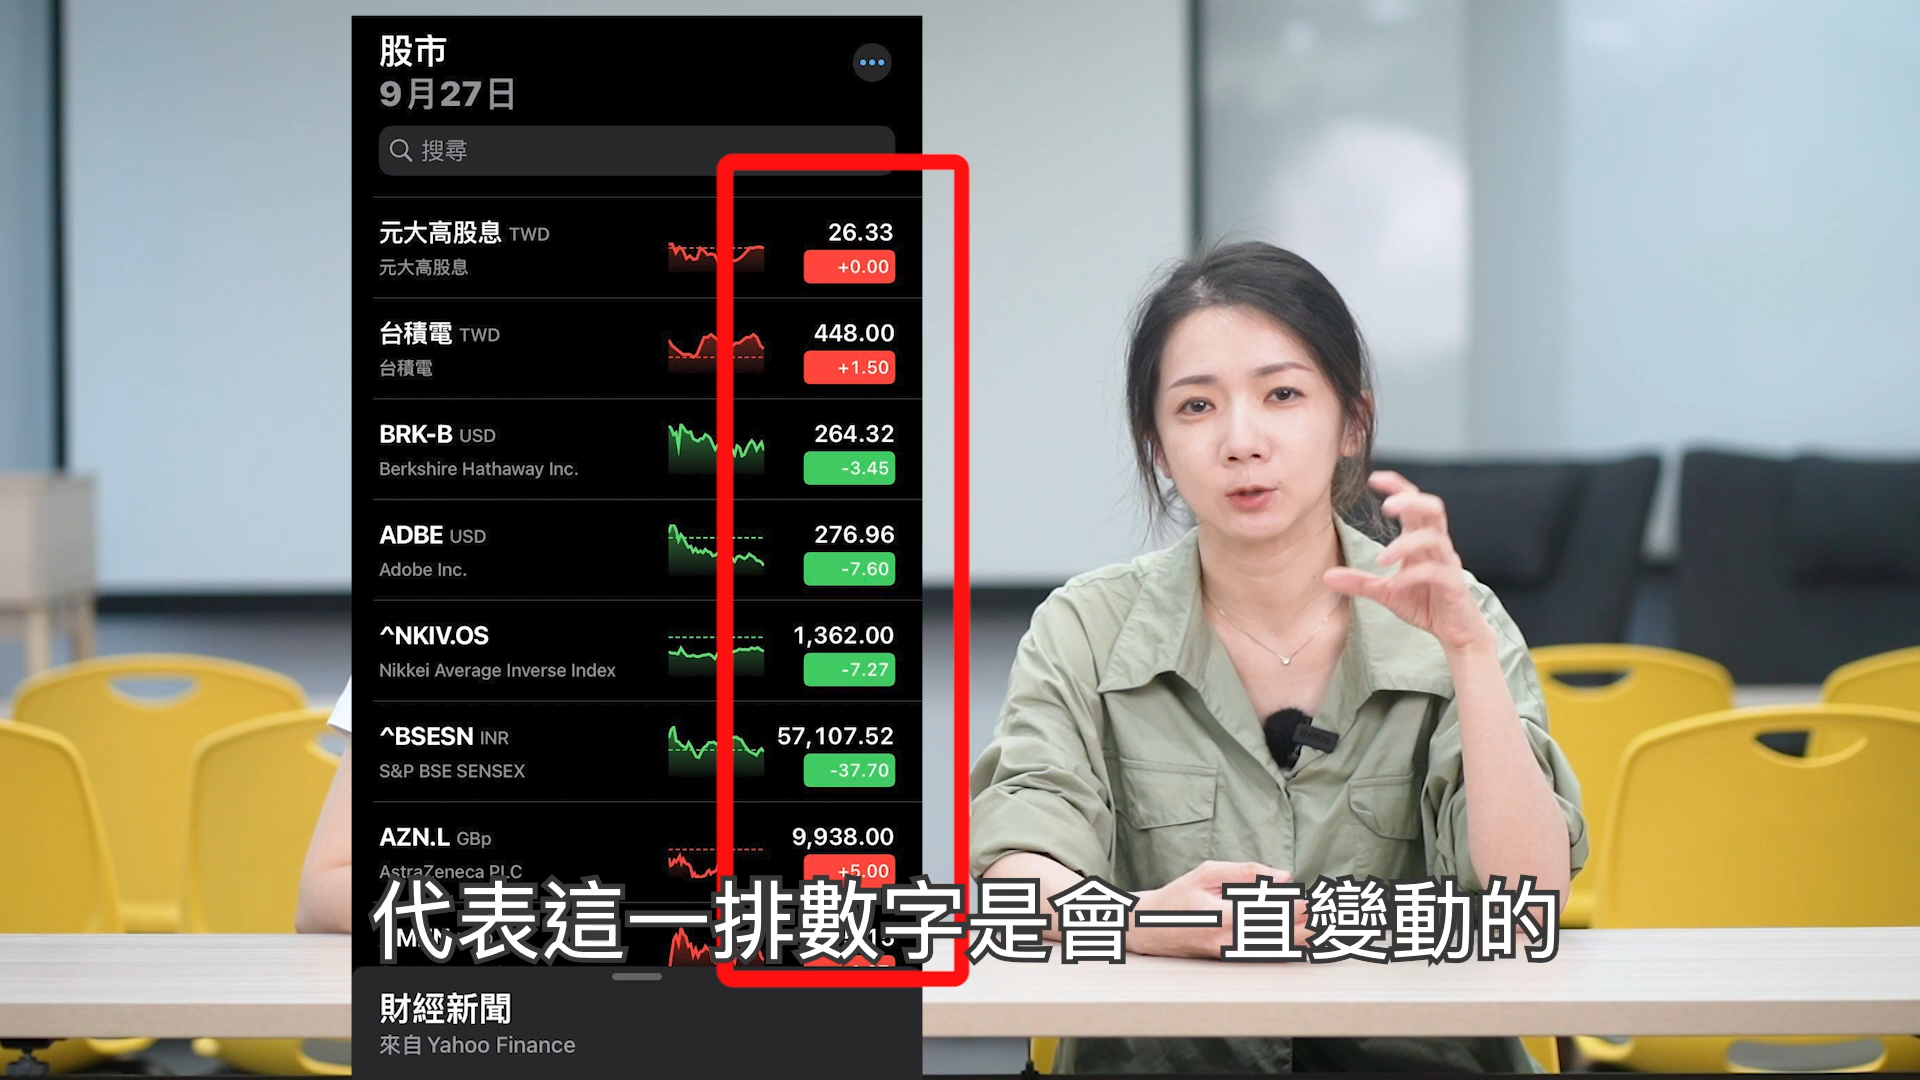 股市
9月27日
搜尋
元大高股息 TWD
元大高股息
26.33
+0.00
台積電 TWD
台積電
448.00
+1.50
BRK-B USD
Berkshire Hathaway Inc.
264.32
-3.45
ADBE USD
Adobe Inc.
276.96
-7.60
^NKIV.OS
Nikkei Average Inverse Index
1,362.00
-7.27
^BSESN INR
S&P BSE SENSEX
57,107.52
-37.70
AZN.L GBp
AstraZeneca PLC
9,938.00
+5.00
代表這一排數字是會一直變動的
財經新聞
來自 Yahoo Finance